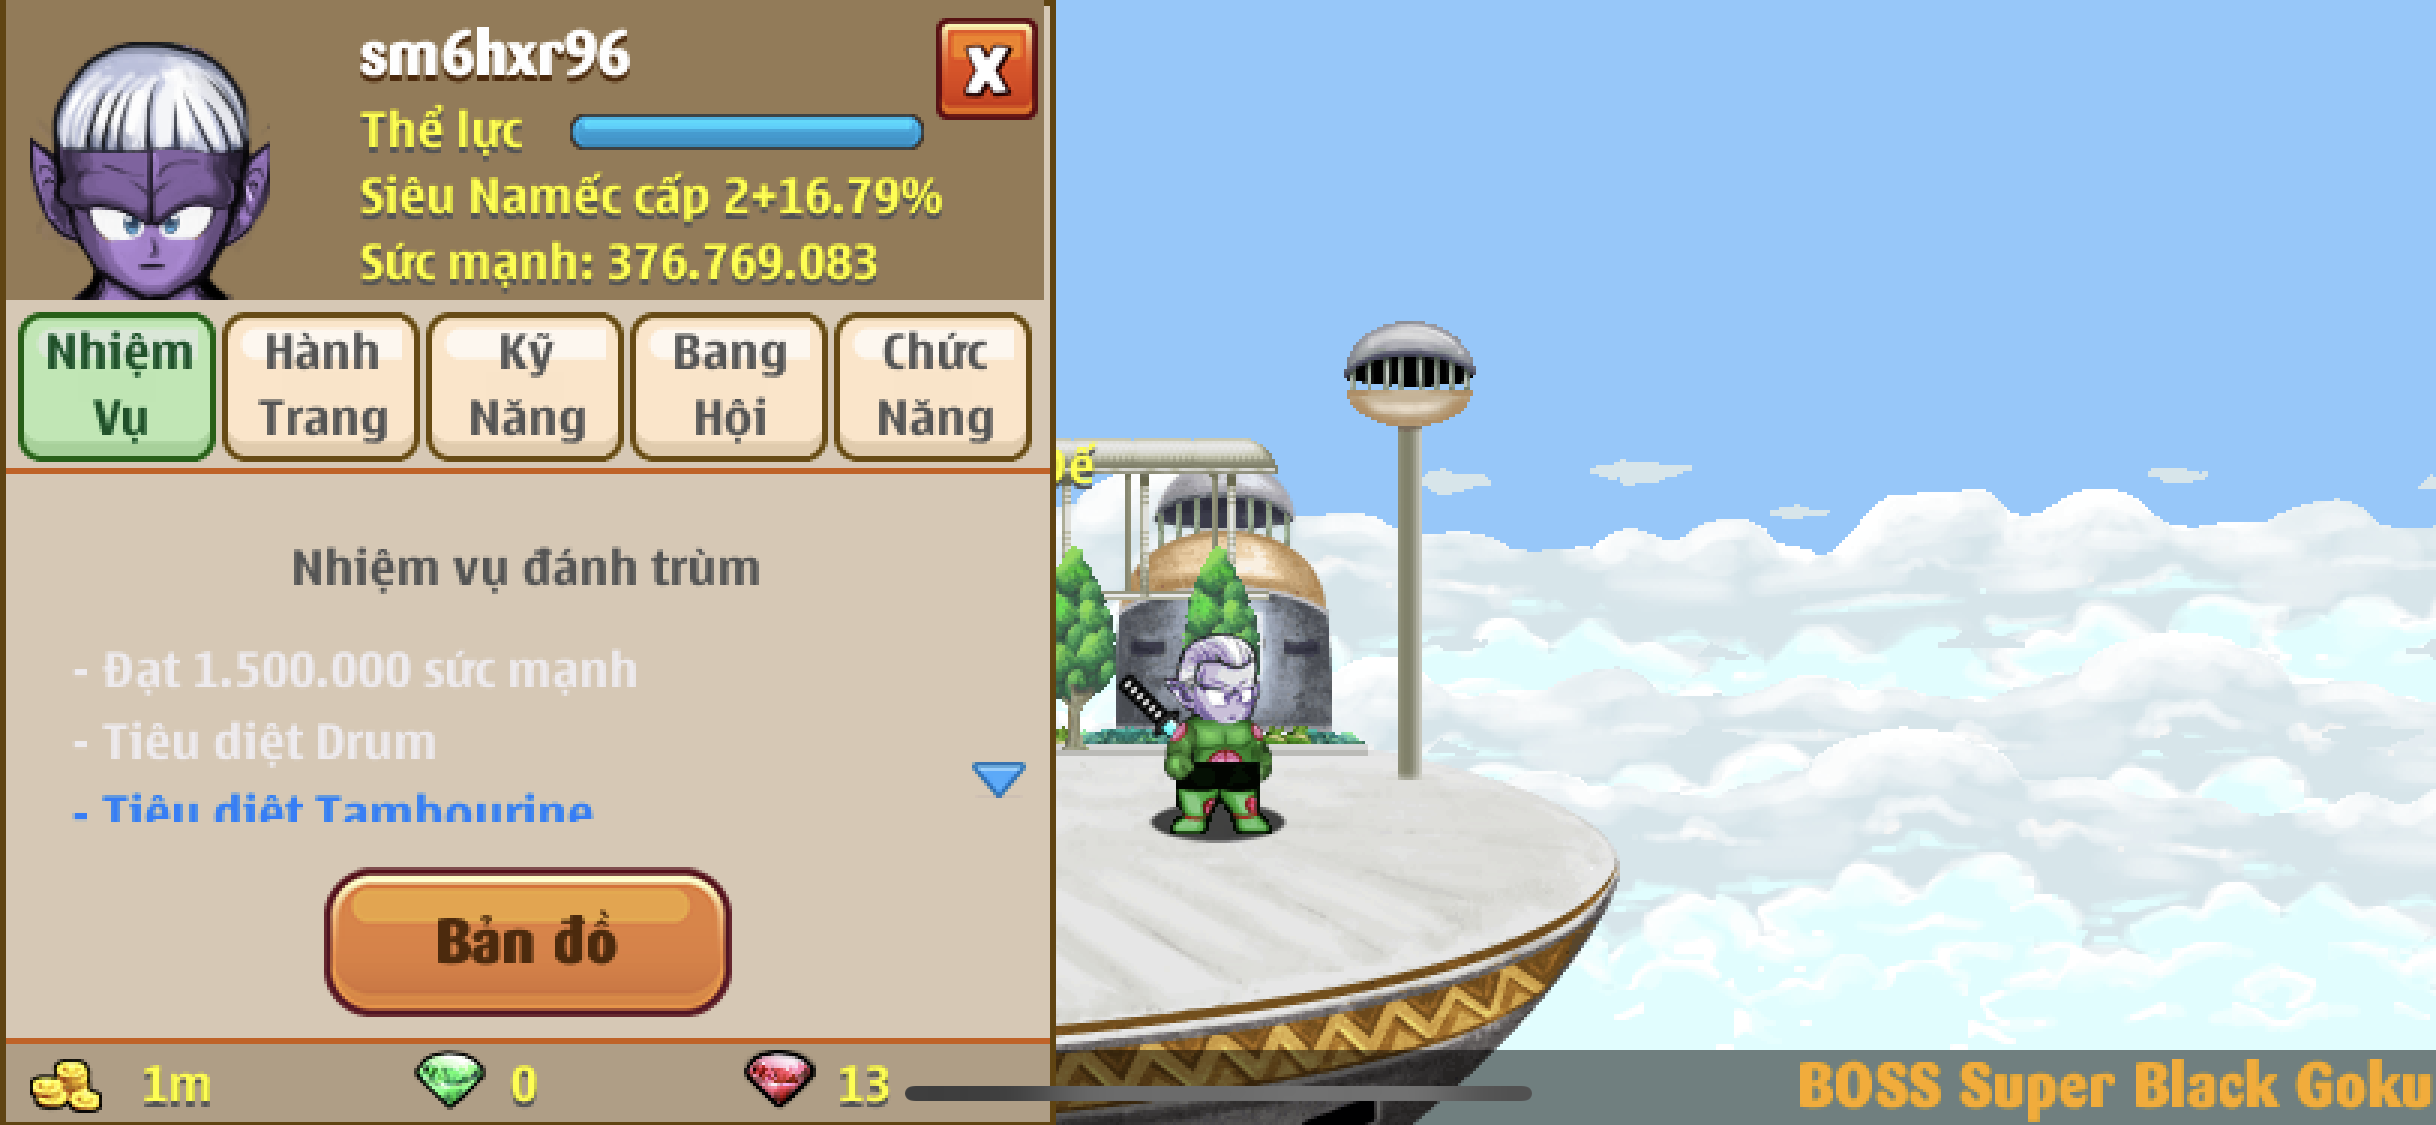 sm6hxr96
X
Thể lực
Siêu Namếc cấp 2+16.79%
Sức mạnh: 376.769.083
Nhiệm Vụ
Hành Trang
Kỹ Năng
Bang Hội
Chức Năng
Nhiệm vụ đánh trùm
- Đạt 1.500.000 sức mạnh
- Tiêu diệt Drum
- Tiêu diệt Tambourine
Bản đồ
1m
0
13
BOSS Super Black Goku